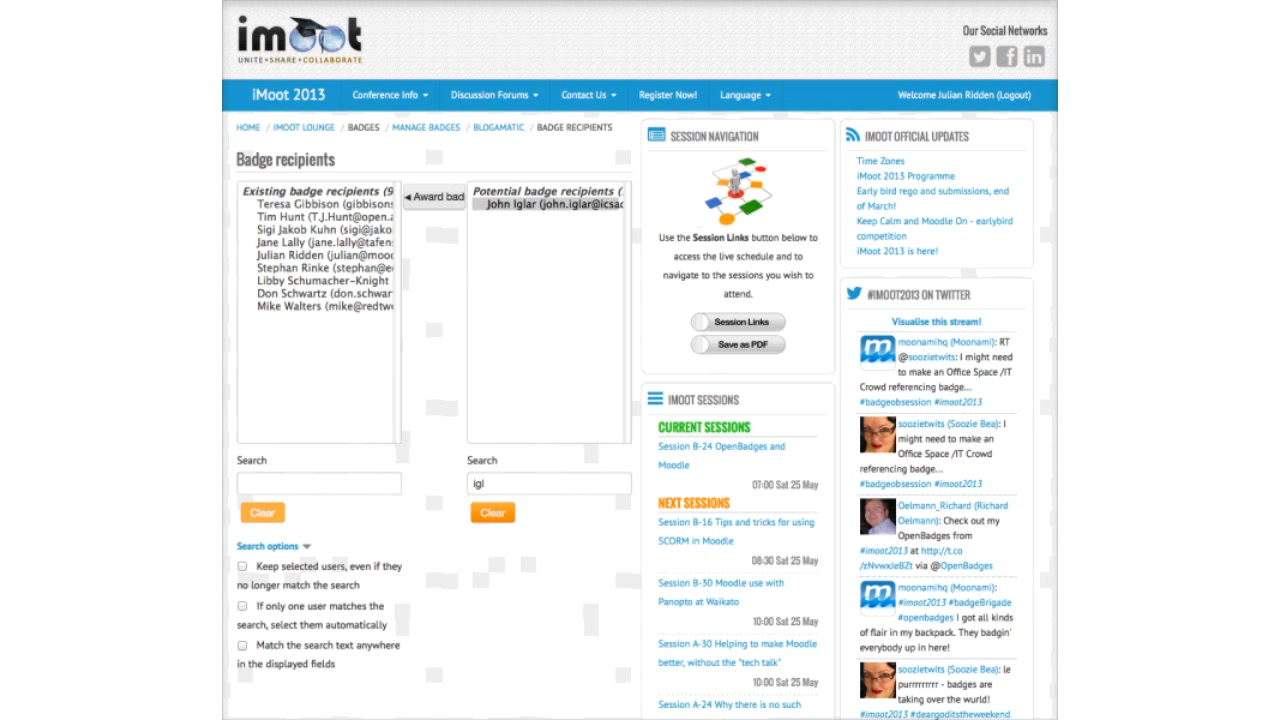 imoot
UNITE•SHARE•COLLABORATE
Our Social Networks
iMoot 2013
Conference Info
Discussion Forums
Contact Us
Register Now!
Language
Welcome Julian Ridden (Logout)
HOME / IMOOT LOUNGE / BADGES / MANAGE BADGES / BLOGAMATIC / BADGE RECIPIENTS
Badge recipients
Existing badge recipients (9
Teresa Gibbison (gibbisons
Tim Hunt (T.J.Hunt@open.a
Sigi Jakob Kuhn (sigi@jako
Jane Lally (jane.lally@tafen
Julian Ridden (julian@moo
Stephan Rinke (stephan@e
Libby Schumacher-Knight
Don Schwartz (don.schwar
Mike Walters (mike@redtw
◄ Award bad
Potential badge recipients (
John Iglar (john.iglar@icsa
Search
Clear
Search
igl
Clear
Search options
Keep selected users, even if they
no longer match the search
If only one user matches the
search, select them automatically
Match the search text anywhere
in the displayed fields
SESSION NAVIGATION
Use the Session Links button below to
access the live schedule and to
navigate to the sessions you wish to
attend.
Session Links
Save as PDF
IMOOT SESSIONS
CURRENT SESSIONS
Session B-24 OpenBadges and
Moodle
07:00 Sat 25 May
NEXT SESSIONS
Session B-16 Tips and tricks for using
SCORM in Moodle
08:30 Sat 25 May
Session B-30 Moodle use with
Panopto at Waikato
10:00 Sat 25 May
Session A-30 Helping to make Moodle
better, without the "tech talk"
10:00 Sat 25 May
Session A-24 Why there is no such
IMOOT OFFICIAL UPDATES
Time Zones
iMoot 2013 Programme
Early bird rego and submissions, end
of March!
Keep Calm and Moodle On - earlybird
competition
iMoot 2013 is here!
#IMOOT2013 ON TWITTER
Visualise this stream!
moonamihq (Moonami): RT
@soozietwits: I might need
to make an Office Space /IT
Crowd referencing badge...
#badgeobsession #imoot2013
soozietwits (Soozie Bea): I
might need to make an
Office Space /IT Crowd
referencing badge...
#badgeobsession #imoot2013
Oelmann_Richard (Richard
Oelmann): Check out my
OpenBadges from
#imoot2013 at http://t.co
/zNvwxJeBZt via @OpenBadges
moonamihq (Moonami):
#imoot2013 #badgeBrigade
#openbadges I got all kinds
of flair in my backpack. They badgin'
everybody up in here!
soozietwits (Soozie Bea): le
purrrrrrrrr - badges are
taking over the world!
#imoot2013 #deargoditstheweekend